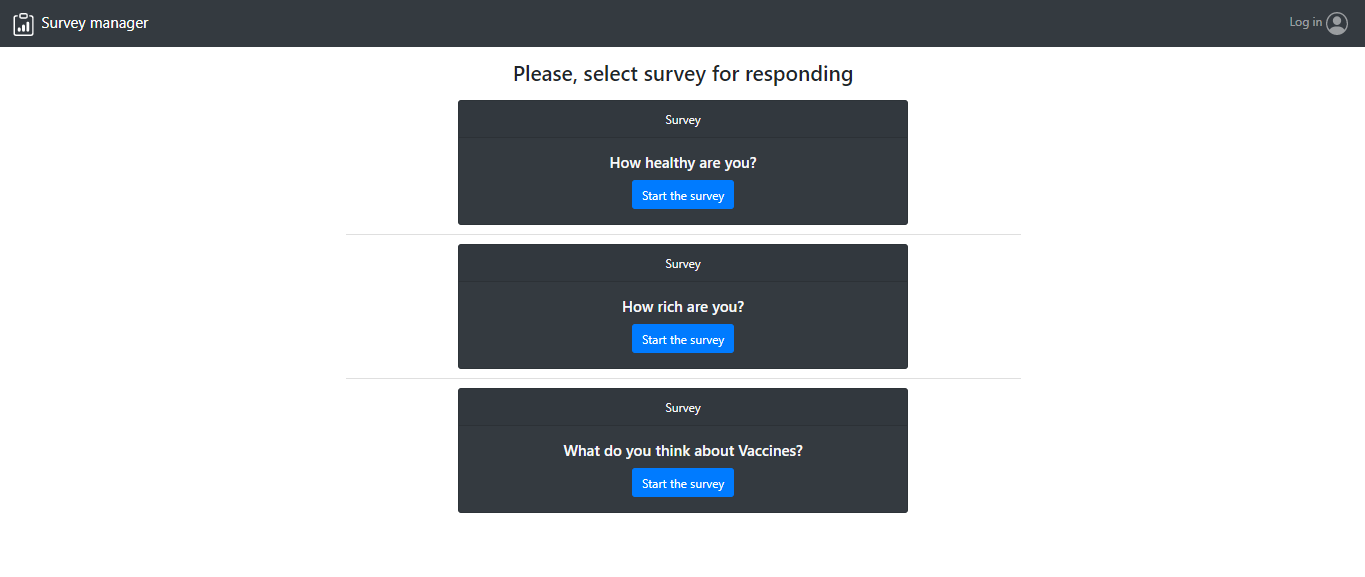 Survey manager
Log in
Please, select survey for responding
Survey
How healthy are you?
Start the survey
Survey
How rich are you?
Start the survey
Survey
What do you think about Vaccines?
Start the survey